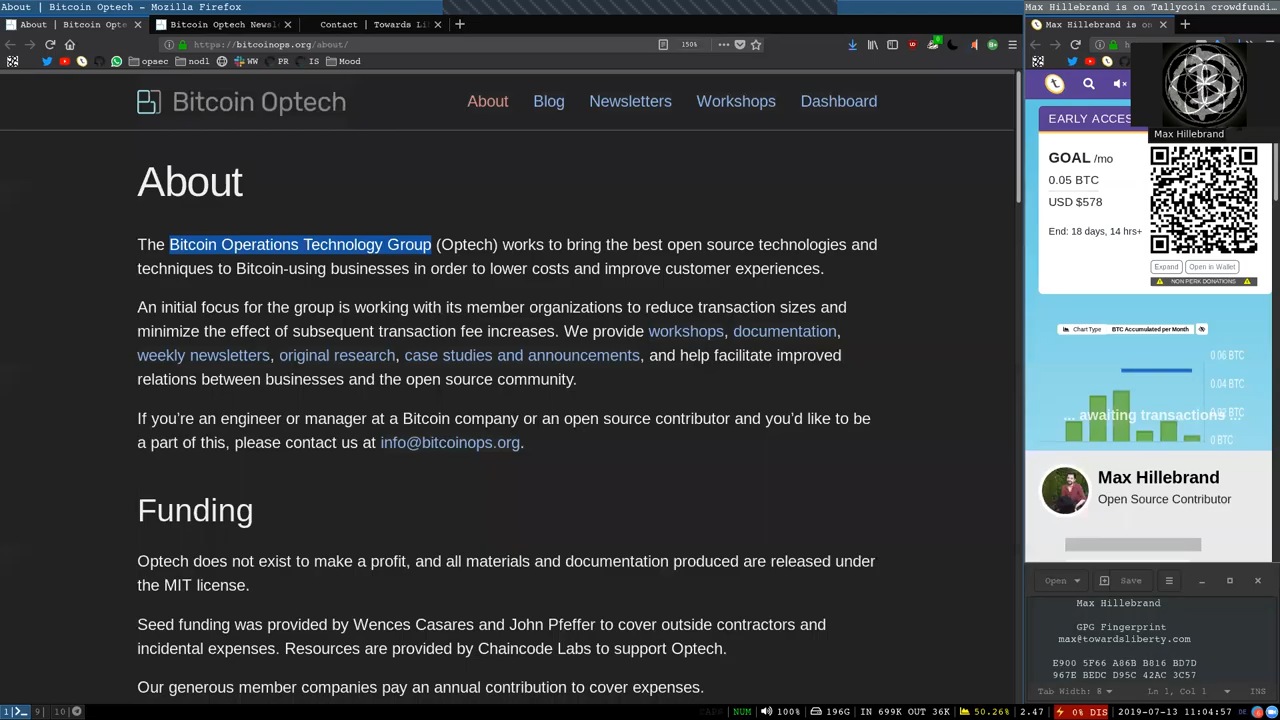 About | Bitcoin Optech - Mozilla Firefox
Max Hillebrand is on Tallycoin crowdfundi
About | Bitcoin Opte
Bitcoin Optech Newsl
Contact | Towards Lib
Max Hillebrand is on
https://bitcoinops.org/about/
150%
opsec
nodl
WW
PR
IS
Mood
Bitcoin Optech
About
Blog
Newsletters
Workshops
Dashboard
About
The Bitcoin Operations Technology Group (Optech) works to bring the best open source technologies and
techniques to Bitcoin-using businesses in order to lower costs and improve customer experiences.
An initial focus for the group is working with its member organizations to reduce transaction sizes and
minimize the effect of subsequent transaction fee increases. We provide workshops, documentation,
weekly newsletters, original research, case studies and announcements, and help facilitate improved
relations between businesses and the open source community.
If you're an engineer or manager at a Bitcoin company or an open source contributor and you'd like to be
a part of this, please contact us at info@bitcoinops.org.
Funding
Optech does not exist to make a profit, and all materials and documentation produced are released under
the MIT license.
Seed funding was provided by Wences Casares and John Pfeffer to cover outside contractors and
incidental expenses. Resources are provided by Chaincode Labs to support Optech.
Our generous member companies pay an annual contribution to cover expenses.
Max Hillebrand
EARLY ACCES
GOAL /mo
0.05 BTC
USD $578
End: 18 days, 14 hrs+
Expand
Open in Wallet
NON PERK DONATIONS
Chart Type
BTC Accumulated per Month
0.06 BTC
0.04 BTC
... awaiting transactions ...
0 BTC
Max Hillebrand
Open Source Contributor
Open
Save
Max Hillebrand
GPG Fingerprint
max@towardsliberty.com
E900 5F66 A86B B816 BD7D
967E BEDC D95C 42AC 3C57
Tab Width: 8
Ln 1, Col 1
INS
1
9
10
NUM
100%
196G
IN 699K OUT 36K
50.26%
2.47
0% DIS
2019-07-13 11:04:57